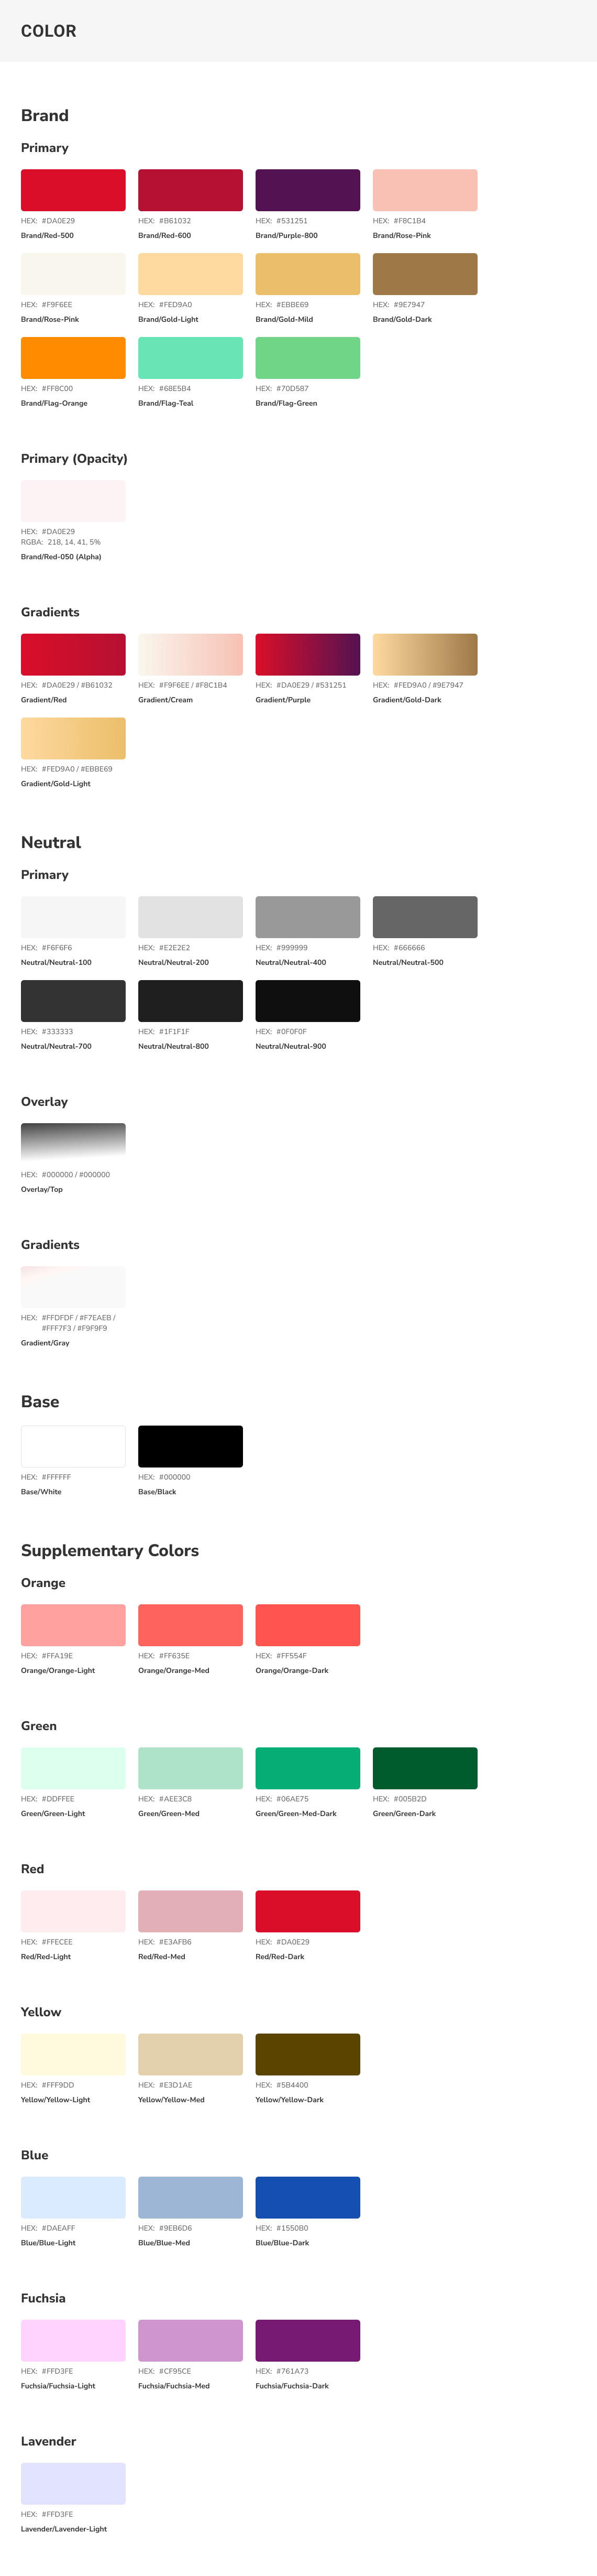 COLOR
Brand
Primary
HEX: #DA0E29
Brand/Red-500
HEX: #B61032
Brand/Red-600
HEX: #531251
Brand/Purple-800
HEX: #F8C1B4
Brand/Rose-Pink
HEX: #F9F6EE
Brand/Rose-Pink
HEX: #FED9A0
Brand/Gold-Light
HEX: #EBBE69
Brand/Gold-Mild
HEX: #9E7947
Brand/Gold-Dark
HEX: #FF8C00
Brand/Flag-Orange
HEX: #68E5B4
Brand/Flag-Teal
HEX: #70D587
Brand/Flag-Green
Primary (Opacity)
HEX: #DA0E29
RGBA: 218, 14, 41, 5%
Brand/Red-050 (Alpha)
Gradients
HEX: #DA0E29 / #B61032
Gradient/Red
HEX: #F9F6EE / #F8C1B4
Gradient/Cream
HEX: #DA0E29 / #531251
Gradient/Purple
HEX: #FED9A0 / #9E7947
Gradient/Gold-Dark
HEX: #FED9A0 / #EBBE69
Gradient/Gold-Light
Neutral
Primary
HEX: #F6F6F6
Neutral/Neutral-100
HEX: #E2E2E2
Neutral/Neutral-200
HEX: #999999
Neutral/Neutral-400
HEX: #666666
Neutral/Neutral-500
HEX: #333333
Neutral/Neutral-700
HEX: #1F1F1F
Neutral/Neutral-800
HEX: #0F0F0F
Neutral/Neutral-900
Overlay
HEX: #000000 / #000000
Overlay/Top
Gradients
HEX: #FFDFDF / #F7EAEB /
#FFF7F3 / #F9F9F9
Gradient/Gray
Base
HEX: #FFFFFF
Base/White
HEX: #000000
Base/Black
Supplementary Colors
Orange
HEX: #FFA19E
Orange/Orange-Light
HEX: #FF635E
Orange/Orange-Med
HEX: #FF554F
Orange/Orange-Dark
Green
HEX: #DDFFEE
Green/Green-Light
HEX: #AEE3C8
Green/Green-Med
HEX: #06AE75
Green/Green-Med-Dark
HEX: #005B2D
Green/Green-Dark
Red
HEX: #FFECEE
Red/Red-Light
HEX: #E3AFB6
Red/Red-Med
HEX: #DA0E29
Red/Red-Dark
Yellow
HEX: #FFF9DD
Yellow/Yellow-Light
HEX: #E3D1AE
Yellow/Yellow-Med
HEX: #5B4400
Yellow/Yellow-Dark
Blue
HEX: #DAEAFF
Blue/Blue-Light
HEX: #9EB6D6
Blue/Blue-Med
HEX: #1550B0
Blue/Blue-Dark
Fuchsia
HEX: #FFD3FE
Fuchsia/Fuchsia-Light
HEX: #CF95CE
Fuchsia/Fuchsia-Med
HEX: #761A73
Fuchsia/Fuchsia-Dark
Lavender
HEX: #FFD3FE
Lavender/Lavender-Light